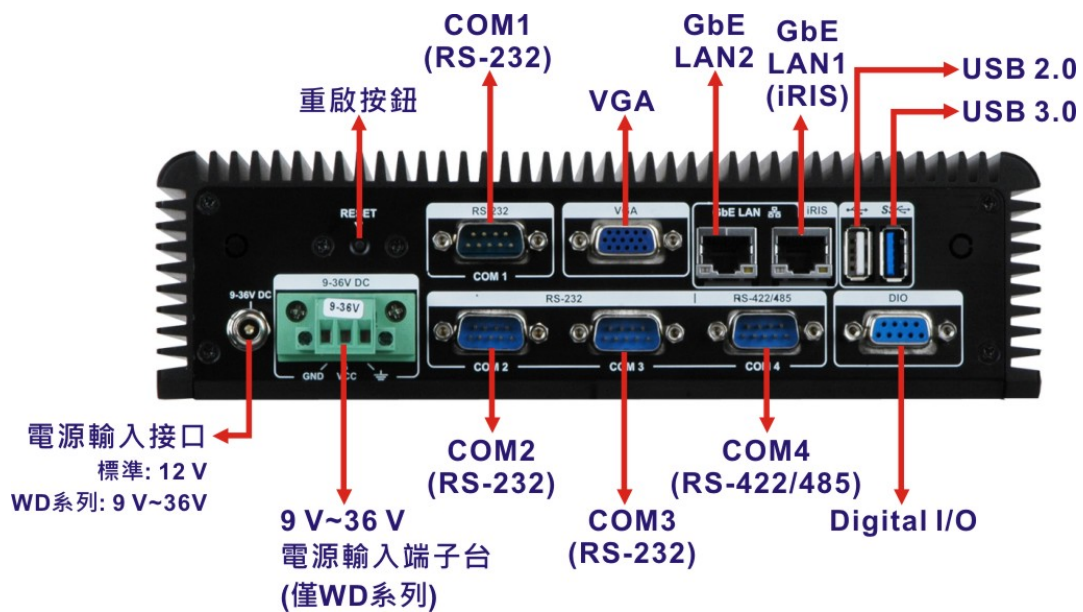 COM1
(RS-232)
GbE
LAN2
GbE
LAN1
(iRIS)
USB 2.0
USB 3.0
重啟按鈕
VGA
RESET
RS-232
VGA
GbE LAN
iRIS
SS
COM 1
9-36V DC
9-36V DC
9-36V
RS-232
RS-422/485
DIO
GND
VCC
COM 2
COM 3
COM 4
電源輸入接口
標準: 12 V
WD系列: 9 V~36V
COM2
(RS-232)
COM4
(RS-422/485)
9 V~36 V
電源輸入端子台
(僅WD系列)
COM3
(RS-232)
Digital I/O